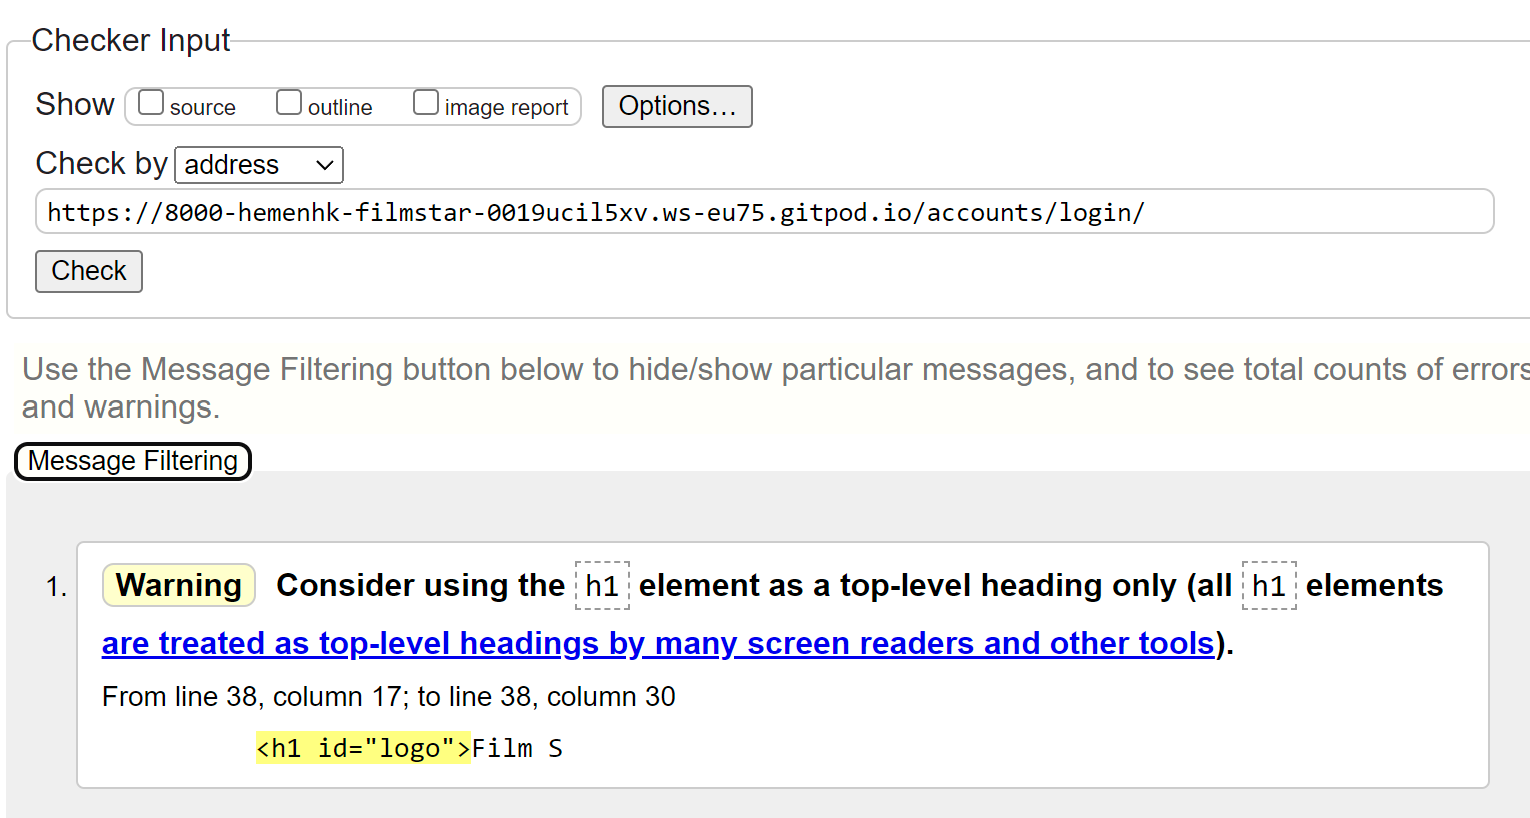 Checker Input
Show source outline image report Options...
Check by address
https://8000-hemenhk-filmstar-0019ucil5xv.ws-eu75.gitpod.io/accounts/login/
Check
Use the Message Filtering button below to hide/show particular messages, and to see total counts of errors
and warnings.
Message Filtering
1. Warning Consider using the h1 element as a top-level heading only (all h1 elements
are treated as top-level headings by many screen readers and other tools).
From line 38, column 17; to line 38, column 30
<h1 id="logo">Film S